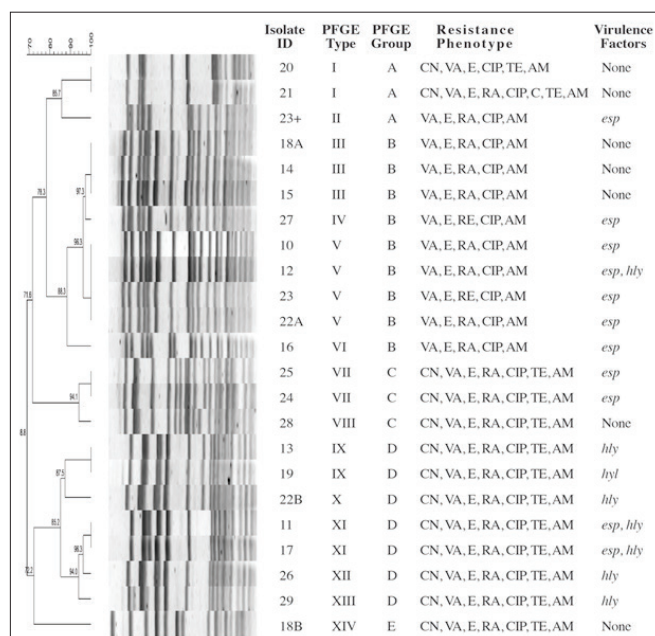 Isolate PFGE PFGE Resistance Virulence
ID Type Group Phenotype Factors
70 80 90 100
20 I A CN, VA, E, CIP, TE, AM None
21 I A CN, VA, E, RA, CIP, C, TE, AM None
23+ II A VA, E, RA, CIP, AM esp
18A III B VA, E, RA, CIP, AM None
14 III B VA, E, RA, CIP, AM None
15 III B VA, E, RA, CIP, AM None
27 IV B VA, E, RE, CIP, AM esp
10 V B VA, E, RA, CIP, AM esp
12 V B VA, E, RA, CIP, AM esp, hly
23 V B VA, E, RE, CIP, AM esp
22A V B VA, E, RA, CIP, AM esp
16 VI B VA, E, RA, CIP, AM esp
25 VII C CN, VA, E, RA, CIP, TE, AM esp
24 VII C CN, VA, E, RA, CIP, TE, AM esp
28 VIII C CN, VA, E, RA, CIP, TE, AM None
13 IX D CN, VA, E, RA, CIP, TE, AM hly
19 IX D CN, VA, E, RA, CIP, TE, AM hyl
22B X D CN, VA, E, RA, CIP, TE, AM hly
11 XI D CN, VA, E, RA, CIP, TE, AM esp, hly
17 XI D CN, VA, E, RA, CIP, TE, AM esp, hly
26 XII D CN, VA, E, RA, CIP, TE, AM hly
29 XIII D CN, VA, E, RA, CIP, TE, AM hly
18B XIV E CN, VA, E, RA, CIP, TE, AM None